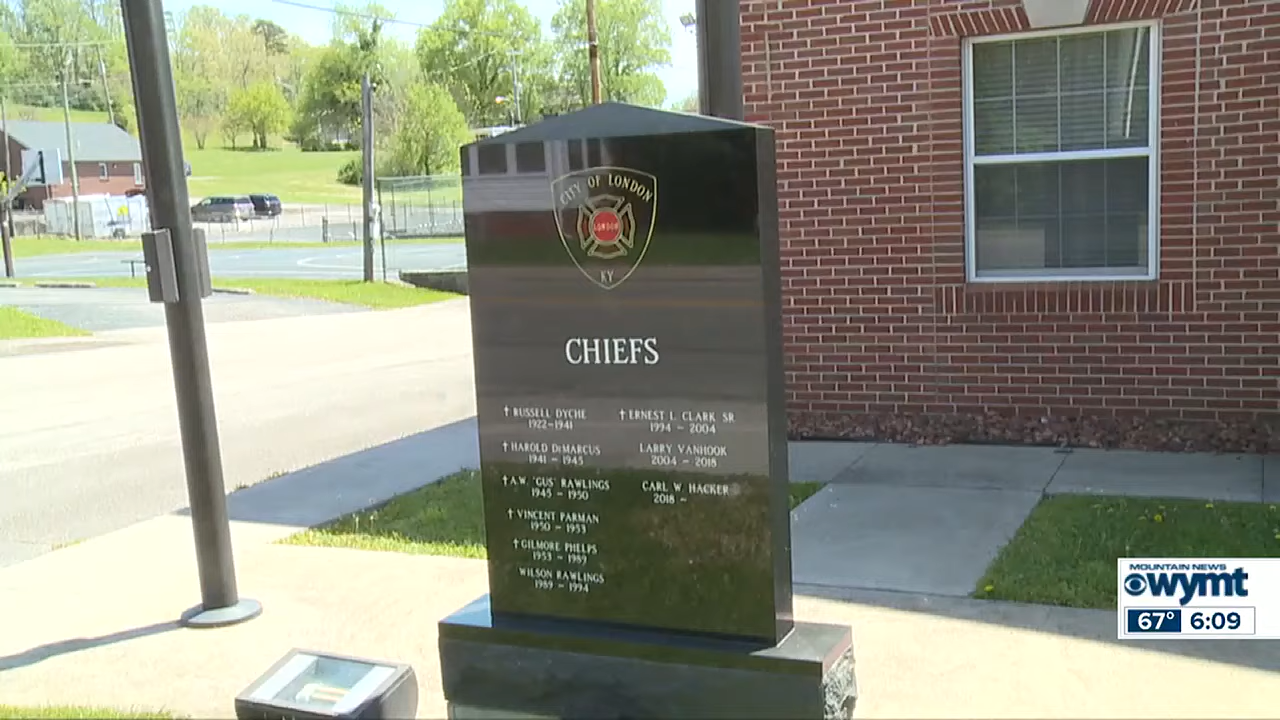 CITY OF LONDON
LONDON
KY
CHIEFS
† RUSSELL DYCHE
1922-1941
† HAROLD DeMARCUS
1941 - 1945
† A.W. "GUS" RAWLINGS
1945 - 1950
† VINCENT PARMAN
1950 - 1953
† GILMORE PHELPS
1953 - 1989
WILSON RAWLINGS
1989 - 1994
† ERNEST L. CLARK SR
1994 - 2004
LARRY VANHOOK
2004 - 2018
CARL W. HACKER
2018 -
MOUNTAIN NEWS
wymt
67° 6:09